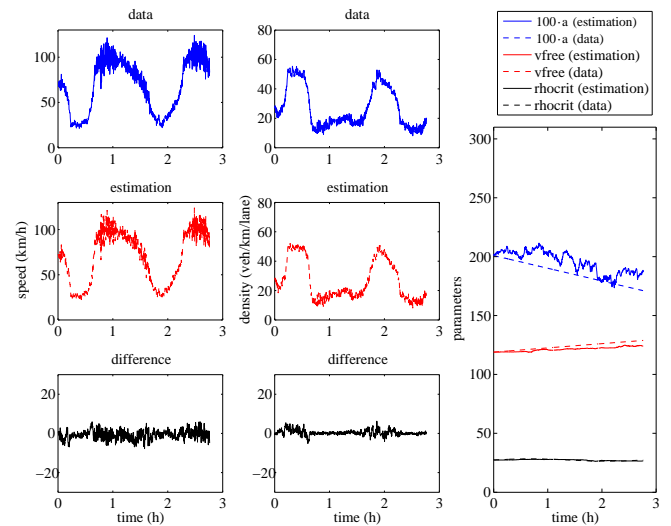 data
120
100
50
0
0 1 2 3
data
80
60
40
20
0
0 1 2 3
estimation
speed (km/h)
100
50
0
0 1 2 3
estimation
density (veh/km/lane)
80
60
40
20
0
0 1 2 3
difference
20
0
−20
0 1 2 3
time (h)
difference
20
0
−20
0 1 2 3
time (h)
100·a (estimation)
100·a (data)
vfree (estimation)
vfree (data)
rhocrit (estimation)
rhocrit (data)
parameters
300
250
200
150
100
50
0
0 1 2 3
time (h)